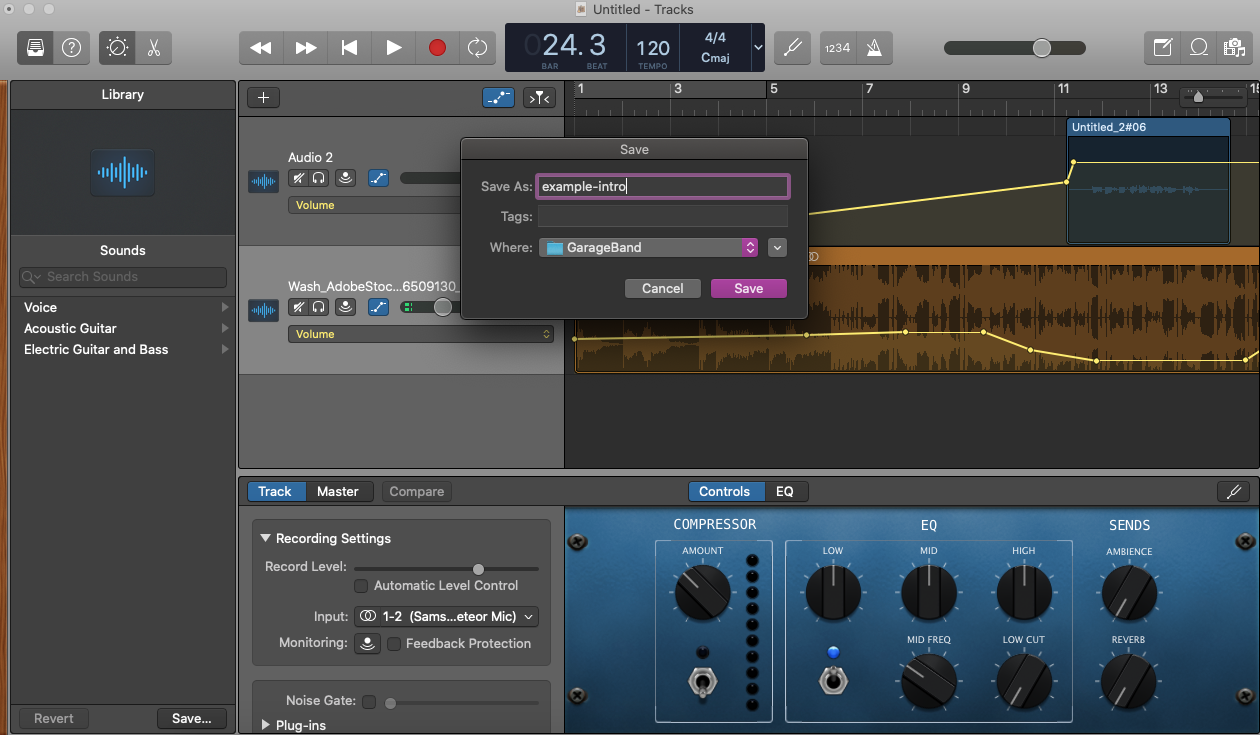 Untitled - Tracks
024.3
BAR BEAT
120
TEMPO
4/4
Cmaj
1234
Library
Sounds
Search Sounds
Voice
Acoustic Guitar
Electric Guitar and Bass
Revert
Save...
1 3 5 7 9 11 13 15
Audio 2
Volume
Wash_AdobeStoc...6509130_
Volume
Untitled_2#06
Save
Save As: example-intro
Tags:
Where: GarageBand
Cancel
Save
Track Master Compare
Controls EQ
Recording Settings
Record Level:
Automatic Level Control
Input: 1-2 (Sams...eteor Mic)
Monitoring: Feedback Protection
Noise Gate:
Plug-ins
COMPRESSOR
AMOUNT
EQ
LOW MID HIGH
MID FREQ LOW CUT
SENDS
AMBIENCE
REVERB